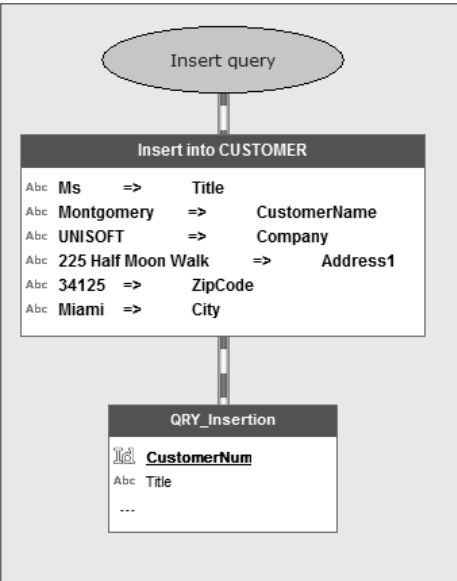 Insert query
Insert into CUSTOMER
Abc Ms => Title
Abc Montgomery => CustomerName
Abc UNISOFT => Company
Abc 225 Half Moon Walk => Address1
Abc 34125 => ZipCode
Abc Miami => City
QRY_Insertion
Id CustomerNum
Abc Title
---